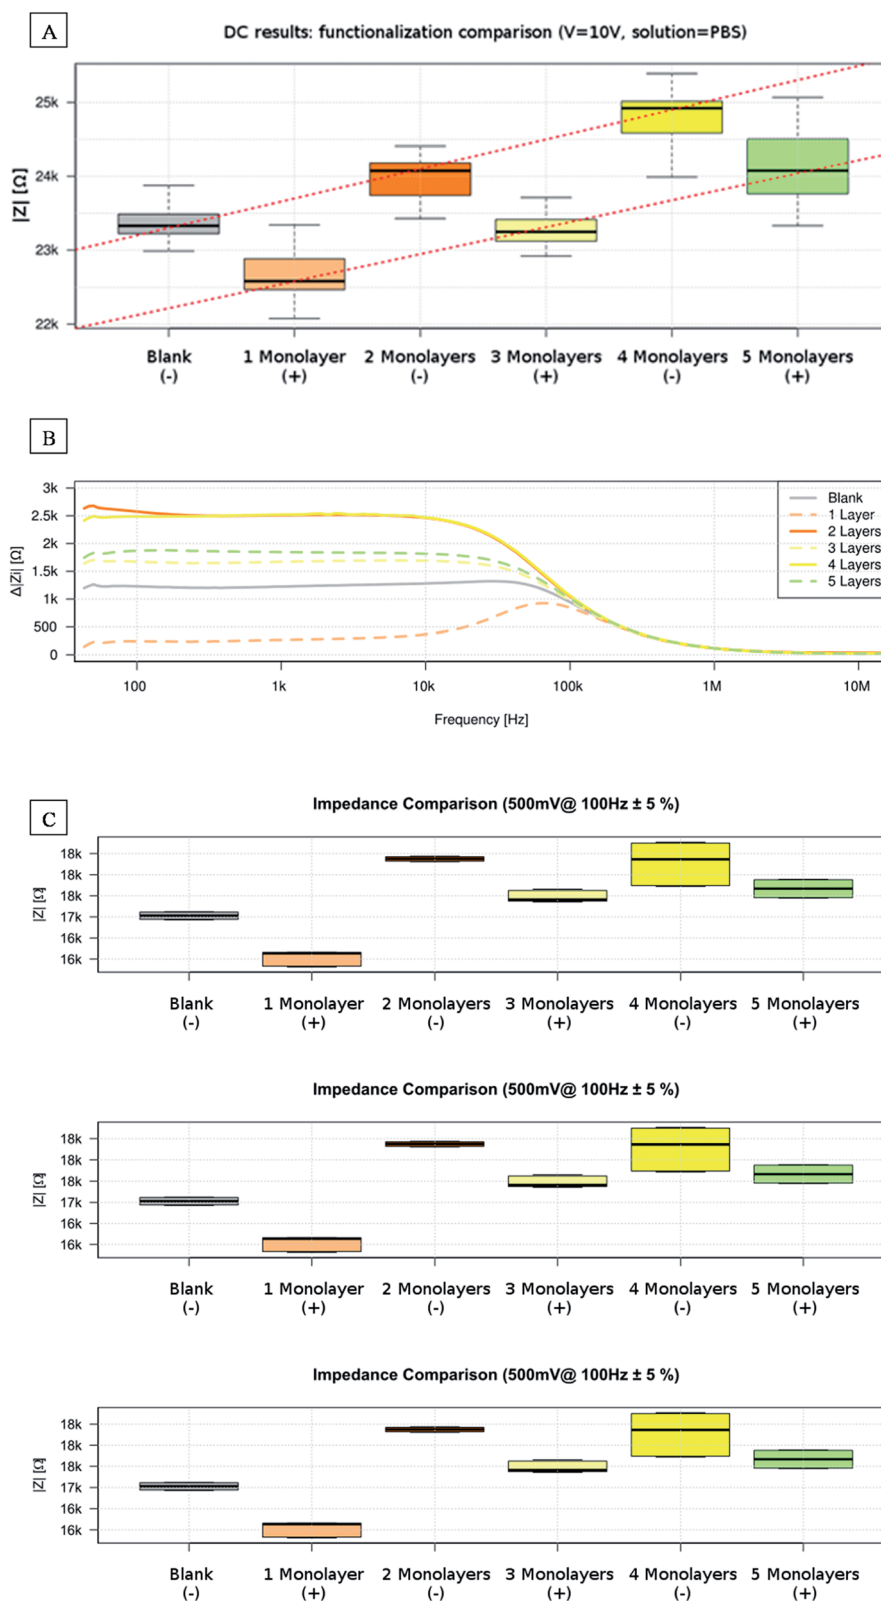 A
DC results: functionalization comparison (V=10V, solution=PBS)
|Z| [Ω]
25k
24k
23k
22k
Blank 1 Monolayer 2 Monolayers 3 Monolayers 4 Monolayers 5 Monolayers
(-) (+) (-) (+) (-) (+)
B
Δ|Z| [Ω]
3k
2.5k
2k
1.5k
1k
500
0
Blank
1 Layer
2 Layers
3 Layers
4 Layers
5 Layers
100 1k 10k 100k 1M 10M
Frequency [Hz]
C
Impedance Comparison (500mV@ 100Hz ± 5 %)
|Z| [Ω]
18k
18k
18k
17k
16k
16k
Blank 1 Monolayer 2 Monolayers 3 Monolayers 4 Monolayers 5 Monolayers
(-) (+) (-) (+) (-) (+)
Impedance Comparison (500mV@ 100Hz ± 5 %)
|Z| [Ω]
18k
18k
18k
17k
16k
16k
Blank 1 Monolayer 2 Monolayers 3 Monolayers 4 Monolayers 5 Monolayers
(-) (+) (-) (+) (-) (+)
Impedance Comparison (500mV@ 100Hz ± 5 %)
|Z| [Ω]
18k
18k
18k
17k
16k
16k
Blank 1 Monolayer 2 Monolayers 3 Monolayers 4 Monolayers 5 Monolayers
(-) (+) (-) (+) (-) (+)